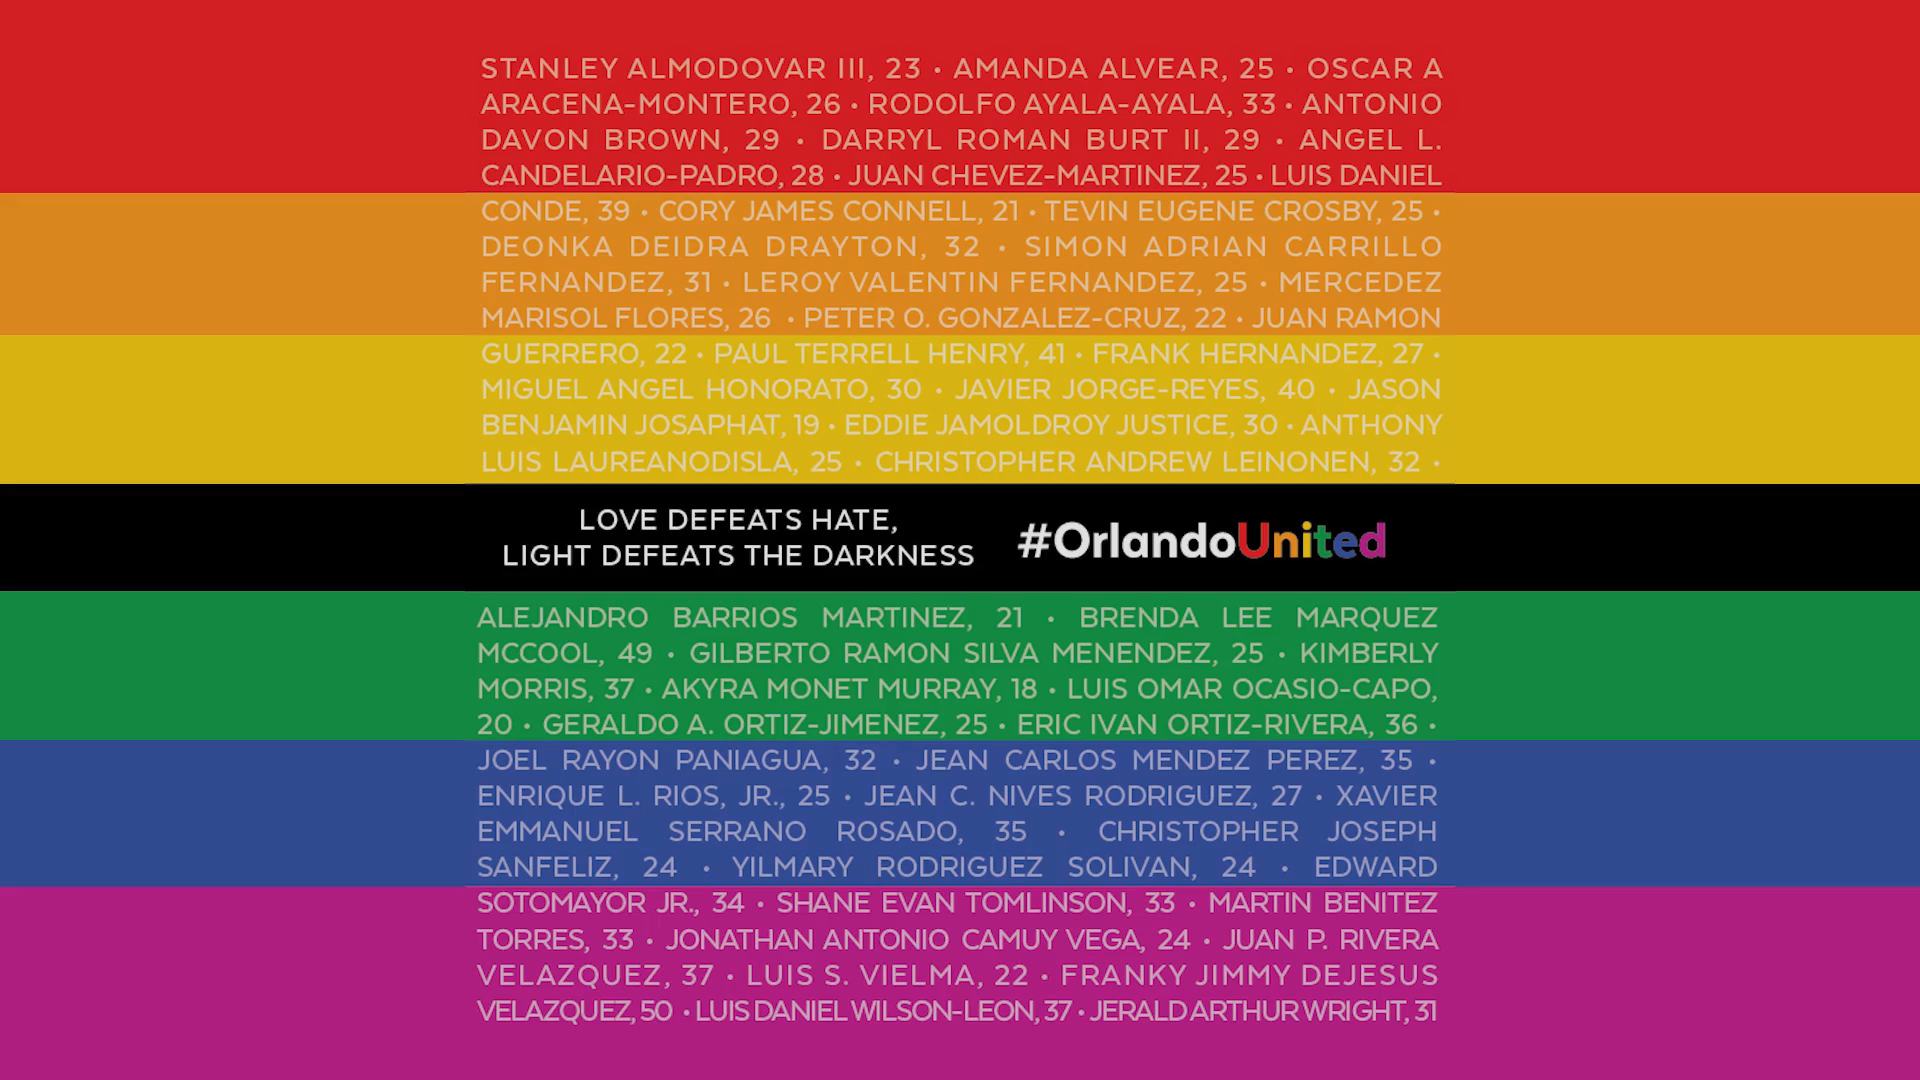 STANLEY ALMODOVAR III, 23 • AMANDA ALVEAR, 25 • OSCAR A
ARACENA-MONTERO, 26 • RODOLFO AYALA-AYALA, 33 • ANTONIO
DAVON BROWN, 29 • DARRYL ROMAN BURT II, 29 • ANGEL L.
CANDELARIO-PADRO, 28 • JUAN CHEVEZ-MARTINEZ, 25 • LUIS DANIEL
CONDE, 39 • CORY JAMES CONNELL, 21 • TEVIN EUGENE CROSBY, 25 •
DEONKA DEIDRA DRAYTON, 32 • SIMON ADRIAN CARRILLO
FERNANDEZ, 31 • LEROY VALENTIN FERNANDEZ, 25 • MERCEDEZ
MARISOL FLORES, 26 • PETER O. GONZALEZ-CRUZ, 22 • JUAN RAMON
GUERRERO, 22 • PAUL TERRELL HENRY, 41 • FRANK HERNANDEZ, 27 •
MIGUEL ANGEL HONORATO, 30 • JAVIER JORGE-REYES, 40 • JASON
BENJAMIN JOSAPHAT, 19 • EDDIE JAMOLDROY JUSTICE, 30 • ANTHONY
LUIS LAUREANODISLA, 25 • CHRISTOPHER ANDREW LEINONEN, 32 •
LOVE DEFEATS HATE,
LIGHT DEFEATS THE DARKNESS
#OrlandoUnited
ALEJANDRO BARRIOS MARTINEZ, 21 • BRENDA LEE MARQUEZ
MCCOOL, 49 • GILBERTO RAMON SILVA MENENDEZ, 25 • KIMBERLY
MORRIS, 37 • AKYRA MONET MURRAY, 18 • LUIS OMAR OCASIO-CAPO,
20 • GERALDO A. ORTIZ-JIMENEZ, 25 • ERIC IVAN ORTIZ-RIVERA, 36 •
JOEL RAYON PANIAGUA, 32 • JEAN CARLOS MENDEZ PEREZ, 35 •
ENRIQUE L. RIOS, JR., 25 • JEAN C. NIVES RODRIGUEZ, 27 • XAVIER
EMMANUEL SERRANO ROSADO, 35 • CHRISTOPHER JOSEPH
SANFELIZ, 24 • YILMARY RODRIGUEZ SOLIVAN, 24 • EDWARD
SOTOMAYOR JR., 34 • SHANE EVAN TOMLINSON, 33 • MARTIN BENITEZ
TORRES, 33 • JONATHAN ANTONIO CAMUY VEGA, 24 • JUAN P. RIVERA
VELAZQUEZ, 37 • LUIS S. VIELMA, 22 • FRANKY JIMMY DEJESUS
VELAZQUEZ, 50 • LUIS DANIEL WILSON-LEON, 37 • JERALD ARTHUR WRIGHT, 31